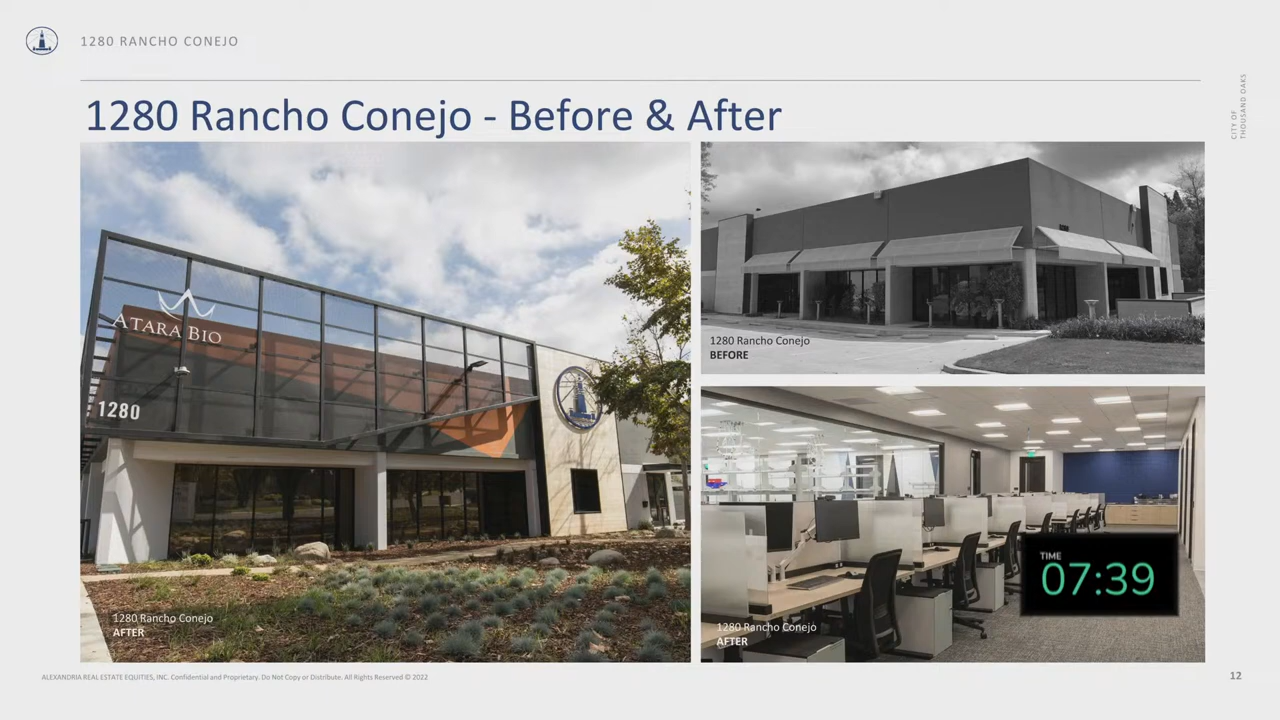 1280 RANCHO CONEJO
CITY OF
THOUSAND OAKS
1280 Rancho Conejo - Before & After
ATARA BIO
1280
1280 Rancho Conejo
AFTER
1280 Rancho Conejo
BEFORE
TIME
07:39
1280 Rancho Conejo
AFTER
ALEXANDRIA REAL ESTATE EQUITIES, INC. Confidential and Proprietary. Do Not Copy or Distribute. All Rights Reserved © 2022
12